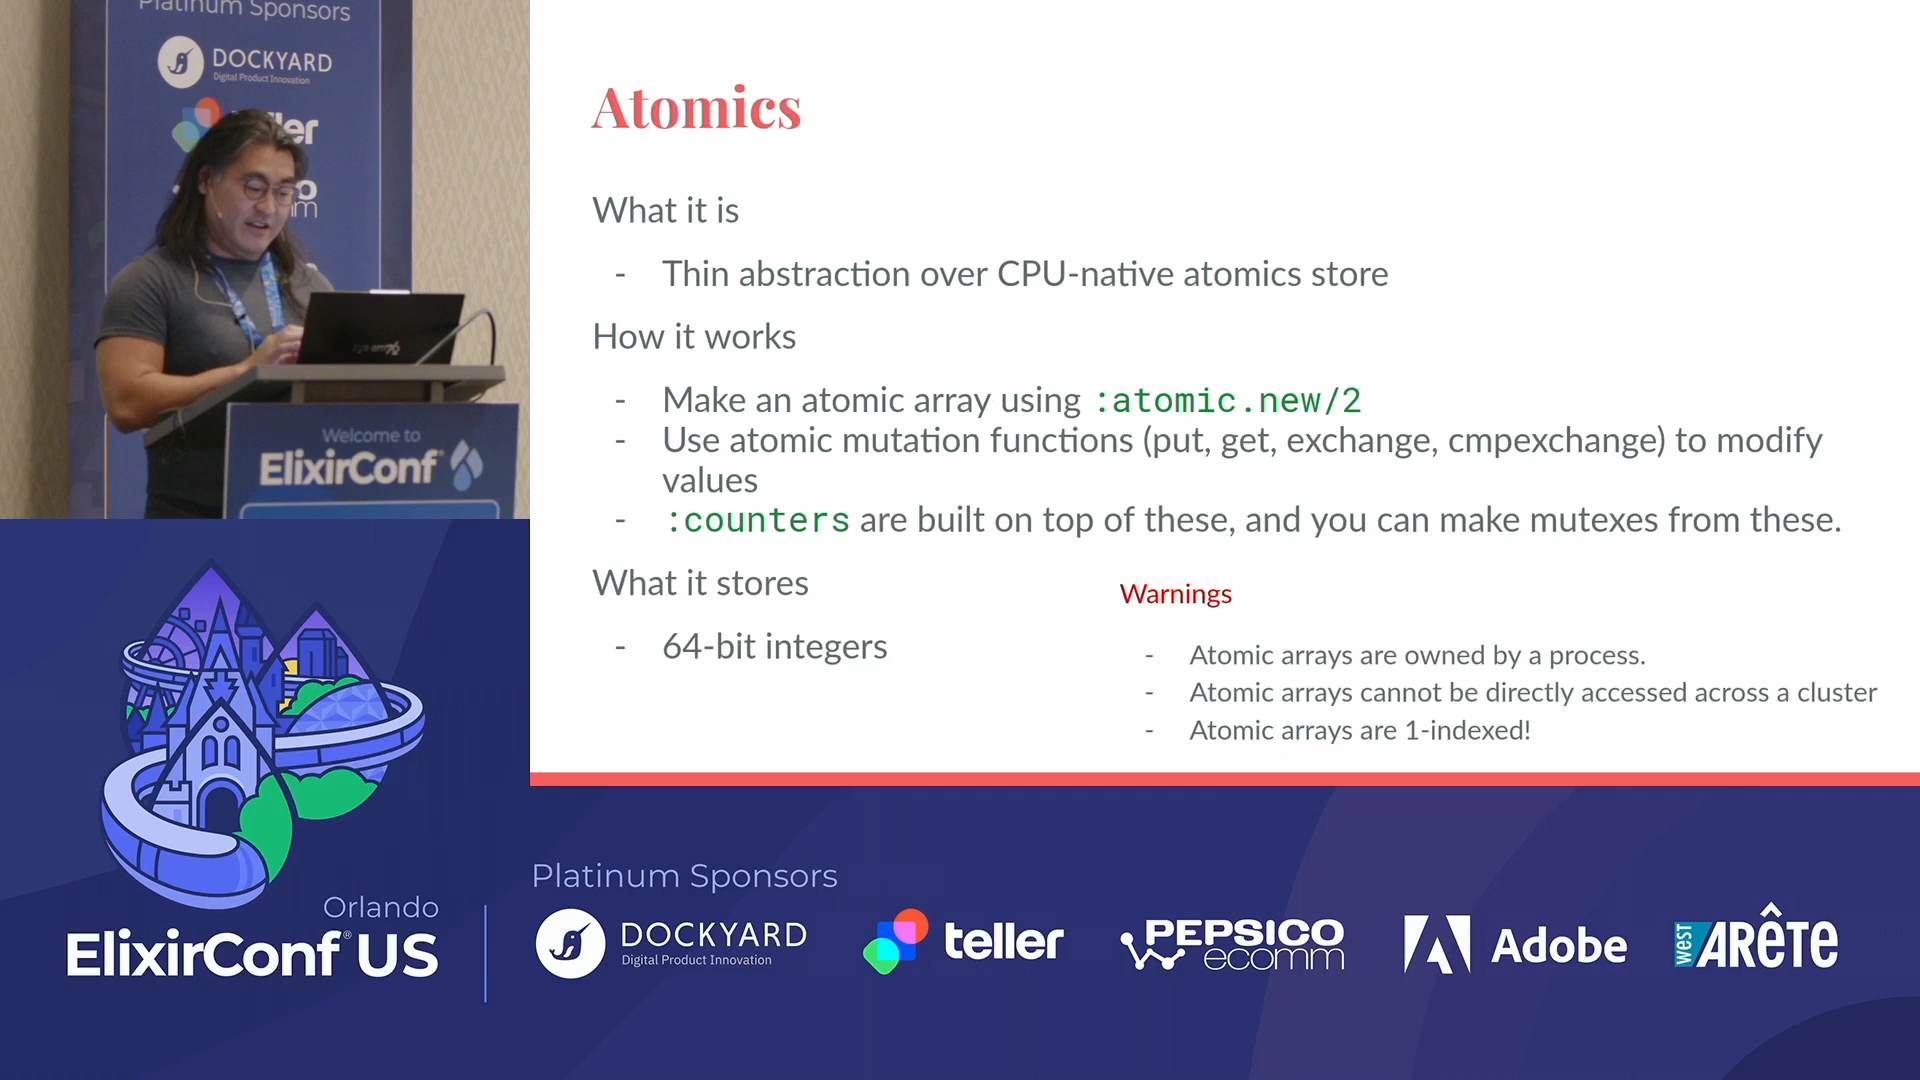 Platinum Sponsors
DOCKYARD
Digital Product Innovation
Welcome to
ElixirConf
Atomics
What it is
- Thin abstraction over CPU-native atomics store
How it works
- Make an atomic array using :atomic.new/2
- Use atomic mutation functions (put, get, exchange, cmpexchange) to modify
values
- :counters are built on top of these, and you can make mutexes from these.
What it stores
- 64-bit integers
Warnings
- Atomic arrays are owned by a process.
- Atomic arrays cannot be directly accessed across a cluster
- Atomic arrays are 1-indexed!
Orlando
ElixirConf® US
Platinum Sponsors
DOCKYARD
Digital Product Innovation
teller
PEPSICO
ecomm
Adobe
west ARÊTE